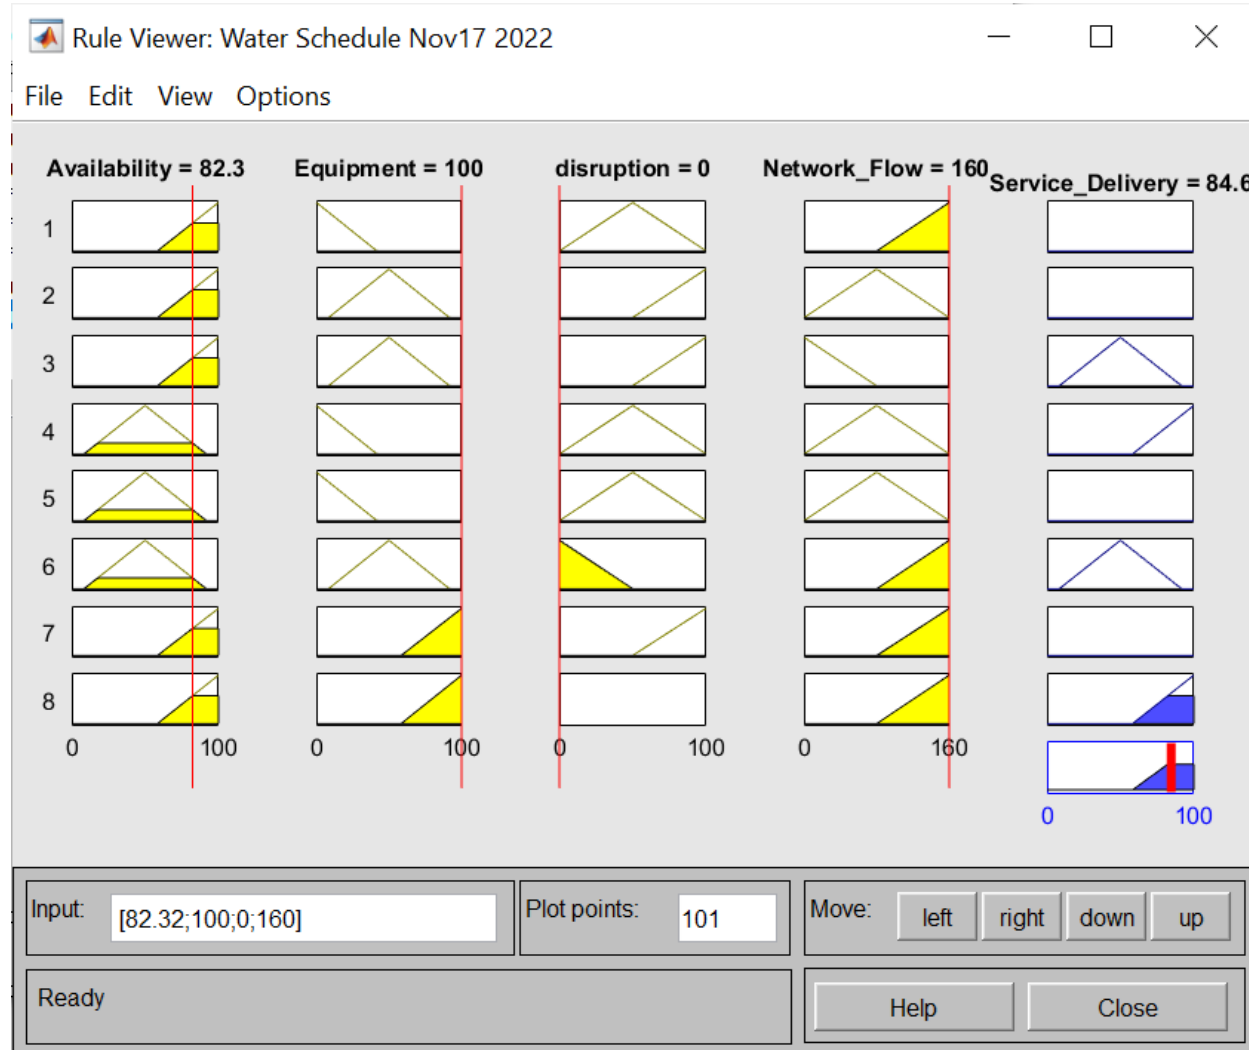 Rule Viewer: Water Schedule Nov17 2022
File Edit View Options
Availability = 82.3 Equipment = 100 disruption = 0 Network_Flow = 160 Service_Delivery = 84.6
1
2
3
4
5
6
7
8
0 100 0 100 0 100 0 160
0 100
Input: [82.32;100;0;160] Plot points: 101 Move: left right down up
Ready Help Close